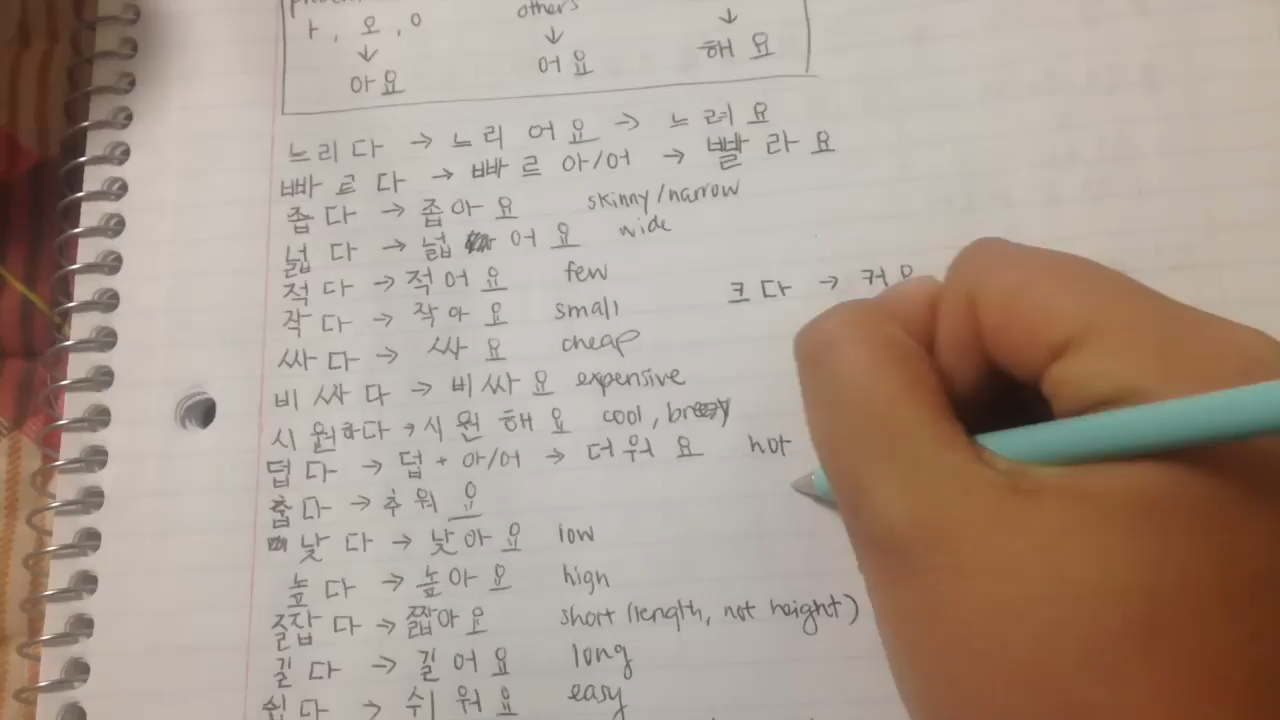 ㅏ, 오, ㅇ others
↓ ↓ ↓
아요 어요 해요
느리다 → 느리어요 → 느려요
빠르다 → 빠르 아/어 → 빨라요
좁다 → 좁아요 skinny/narrow
넓다 → 넓 어요 wide
적다 → 적어요 few
작다 → 작아요 small
크다 → 커요
싸다 → 싸요 cheap
비싸다 → 비싸요 expensive
시원하다 → 시원해요 cool, breezy
덥다 → 덥 + 아/어 → 더워요 hot
춥다 → 추워요
낮다 → 낮아요 low
높다 → 높아요 high
짧다 → 짧아요 short (length, not height)
길다 → 길어요 long
쉽다 → 쉬워요 easy